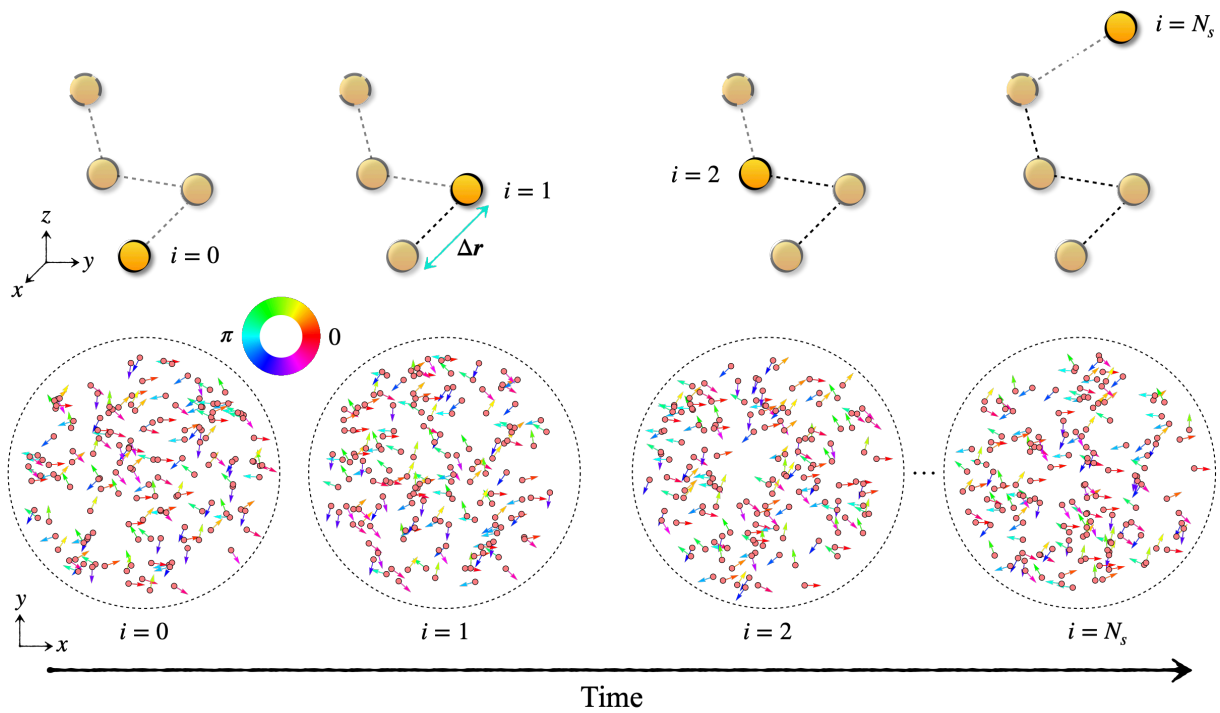 i = N_s
i = 2
i = 1
z
y
x
i = 0
Δr
π
0
...
y
x
i = 0
i = 1
i = 2
i = N_s
Time